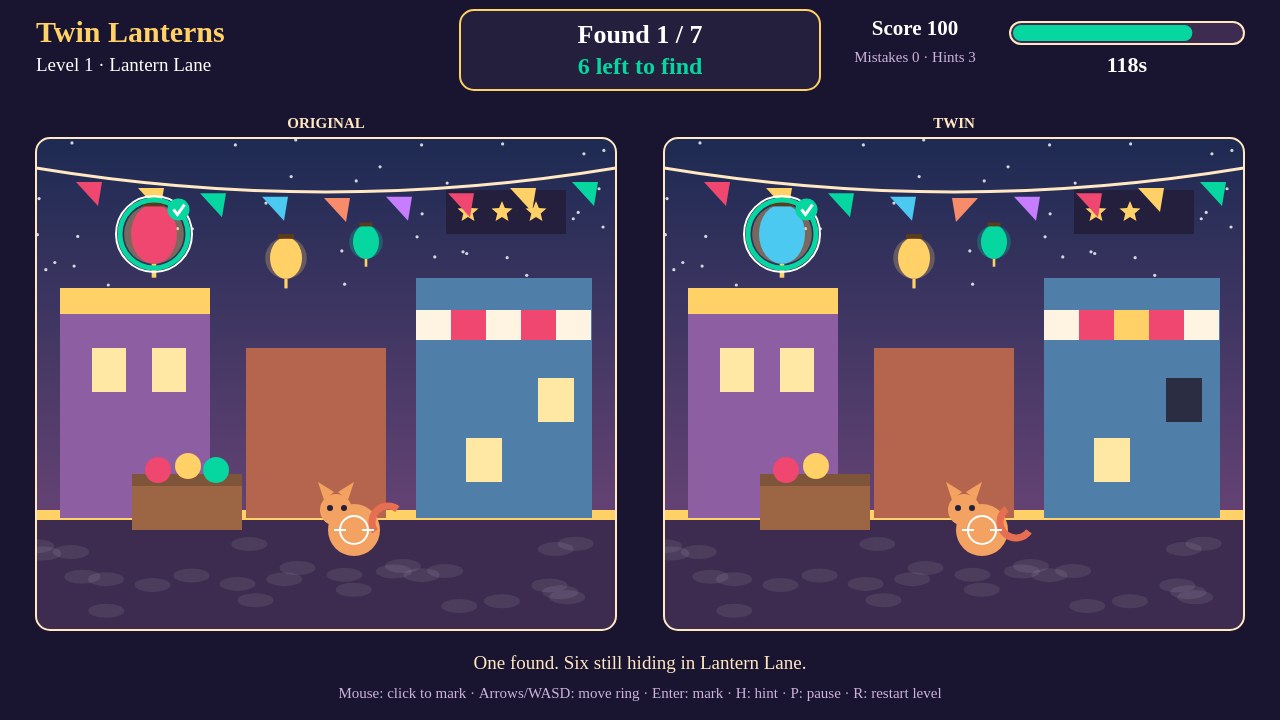 Twin Lanterns
Level 1 · Lantern Lane
Found 1 / 7
6 left to find
Score 100
Mistakes 0 · Hints 3
118s
ORIGINAL
TWIN
One found. Six still hiding in Lantern Lane.
Mouse: click to mark · Arrows/WASD: move ring · Enter: mark · H: hint · P: pause · R: restart level